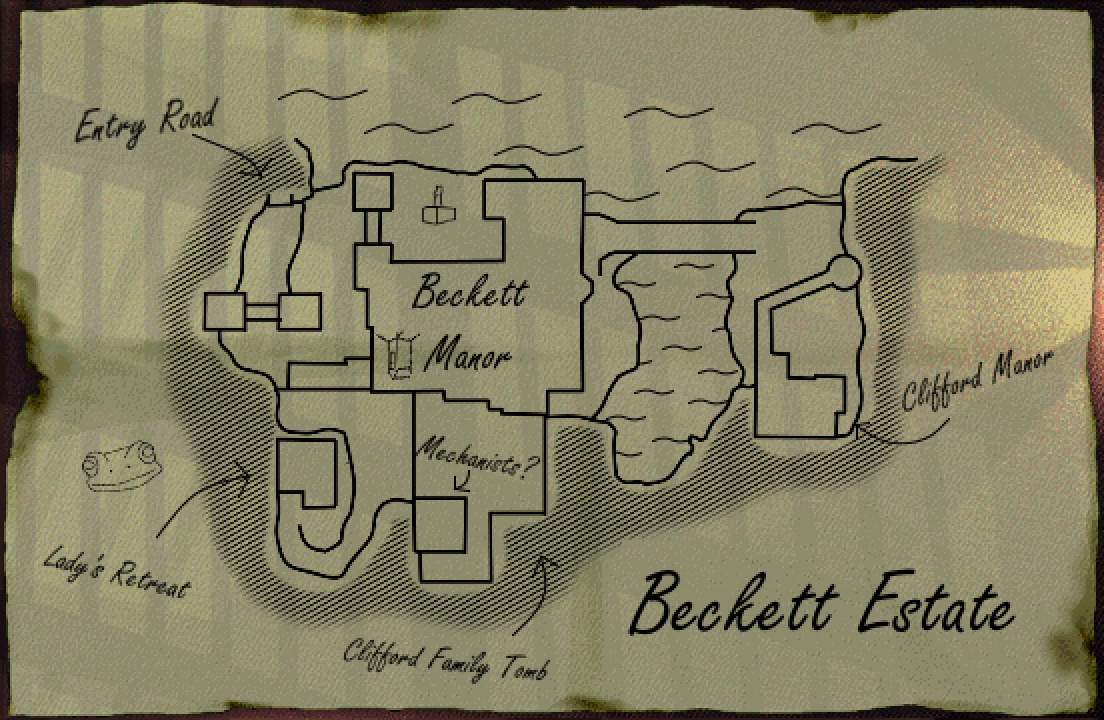 Entry Road
Beckett
Manor
Clifford Manor
Mechanists?
Lady's Retreat
Beckett Estate
Clifford Family Tomb